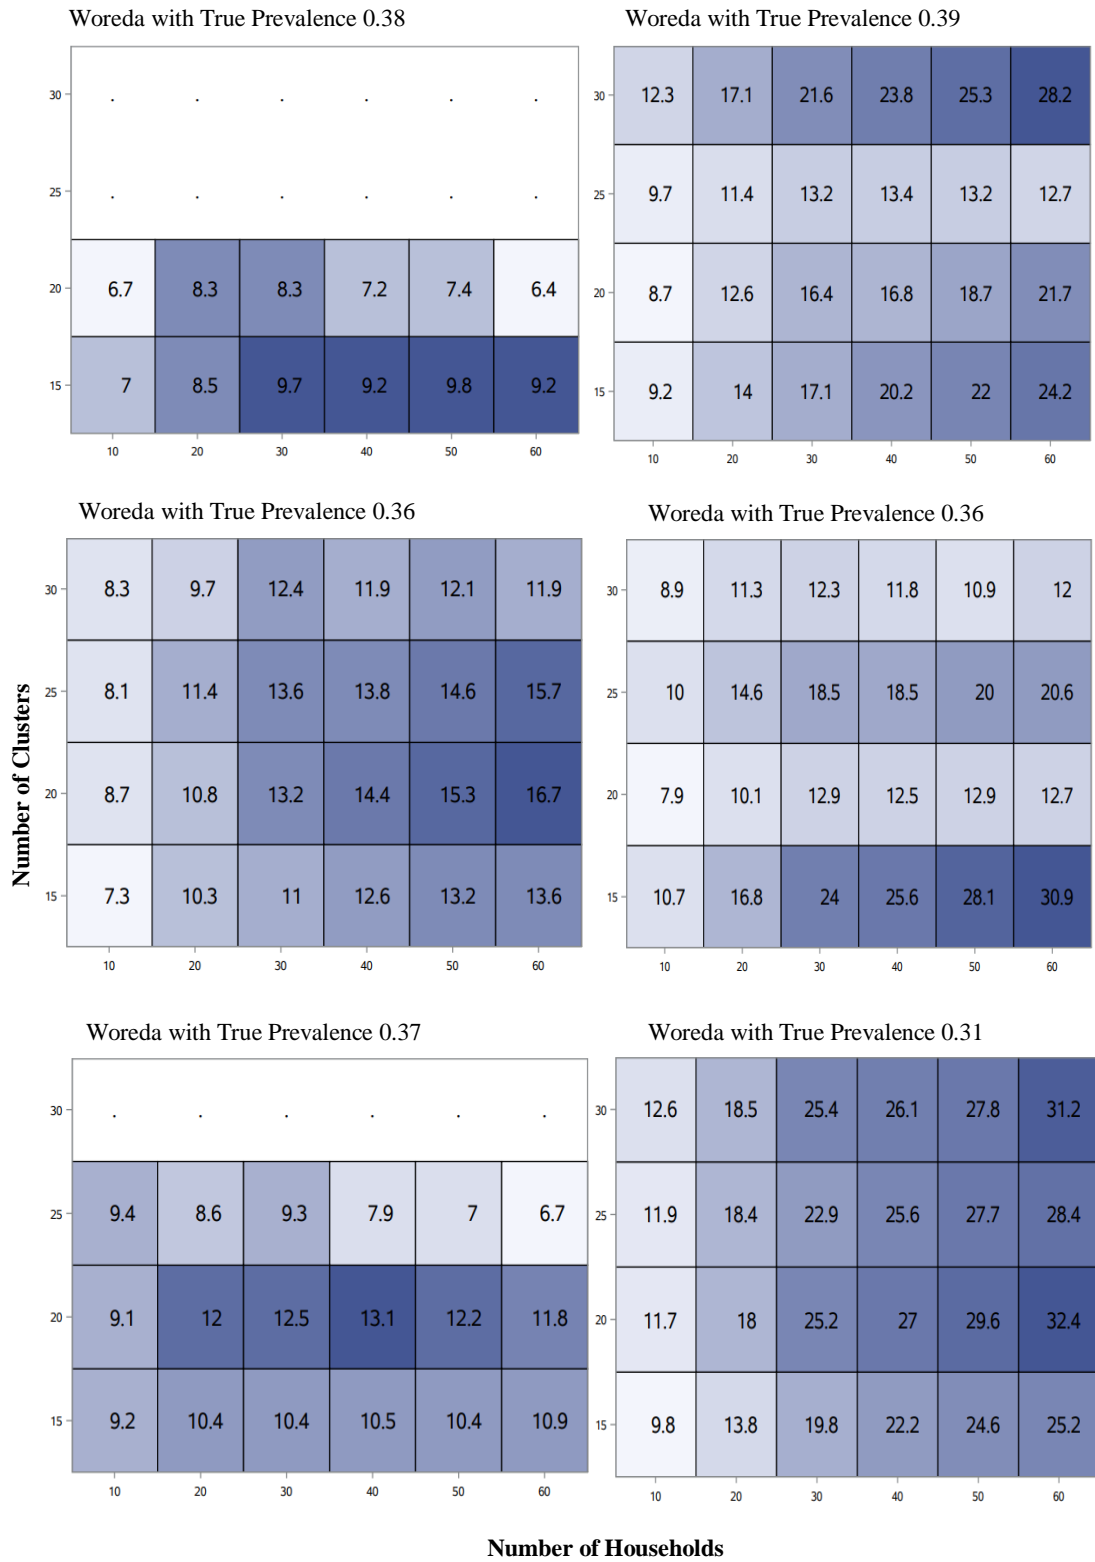 Woreda with True Prevalence 0.38
30 . . . . . .
25 . . . . . .
20 6.7 8.3 8.3 7.2 7.4 6.4
15 7 8.5 9.7 9.2 9.8 9.2
10 20 30 40 50 60
Woreda with True Prevalence 0.39
30 12.3 17.1 21.6 23.8 25.3 28.2
25 9.7 11.4 13.2 13.4 13.2 12.7
20 8.7 12.6 16.4 16.8 18.7 21.7
15 9.2 14 17.1 20.2 22 24.2
10 20 30 40 50 60
Number of Clusters
Woreda with True Prevalence 0.36
30 8.3 9.7 12.4 11.9 12.1 11.9
25 8.1 11.4 13.6 13.8 14.6 15.7
20 8.7 10.8 13.2 14.4 15.3 16.7
15 7.3 10.3 11 12.6 13.2 13.6
10 20 30 40 50 60
Woreda with True Prevalence 0.36
30 8.9 11.3 12.3 11.8 10.9 12
25 10 14.6 18.5 18.5 20 20.6
20 7.9 10.1 12.9 12.5 12.9 12.7
15 10.7 16.8 24 25.6 28.1 30.9
10 20 30 40 50 60
Woreda with True Prevalence 0.37
30 . . . . . .
25 9.4 8.6 9.3 7.9 7 6.7
20 9.1 12 12.5 13.1 12.2 11.8
15 9.2 10.4 10.4 10.5 10.4 10.9
10 20 30 40 50 60
Woreda with True Prevalence 0.31
30 12.6 18.5 25.4 26.1 27.8 31.2
25 11.9 18.4 22.9 25.6 27.7 28.4
20 11.7 18 25.2 27 29.6 32.4
15 9.8 13.8 19.8 22.2 24.6 25.2
10 20 30 40 50 60
Number of Households